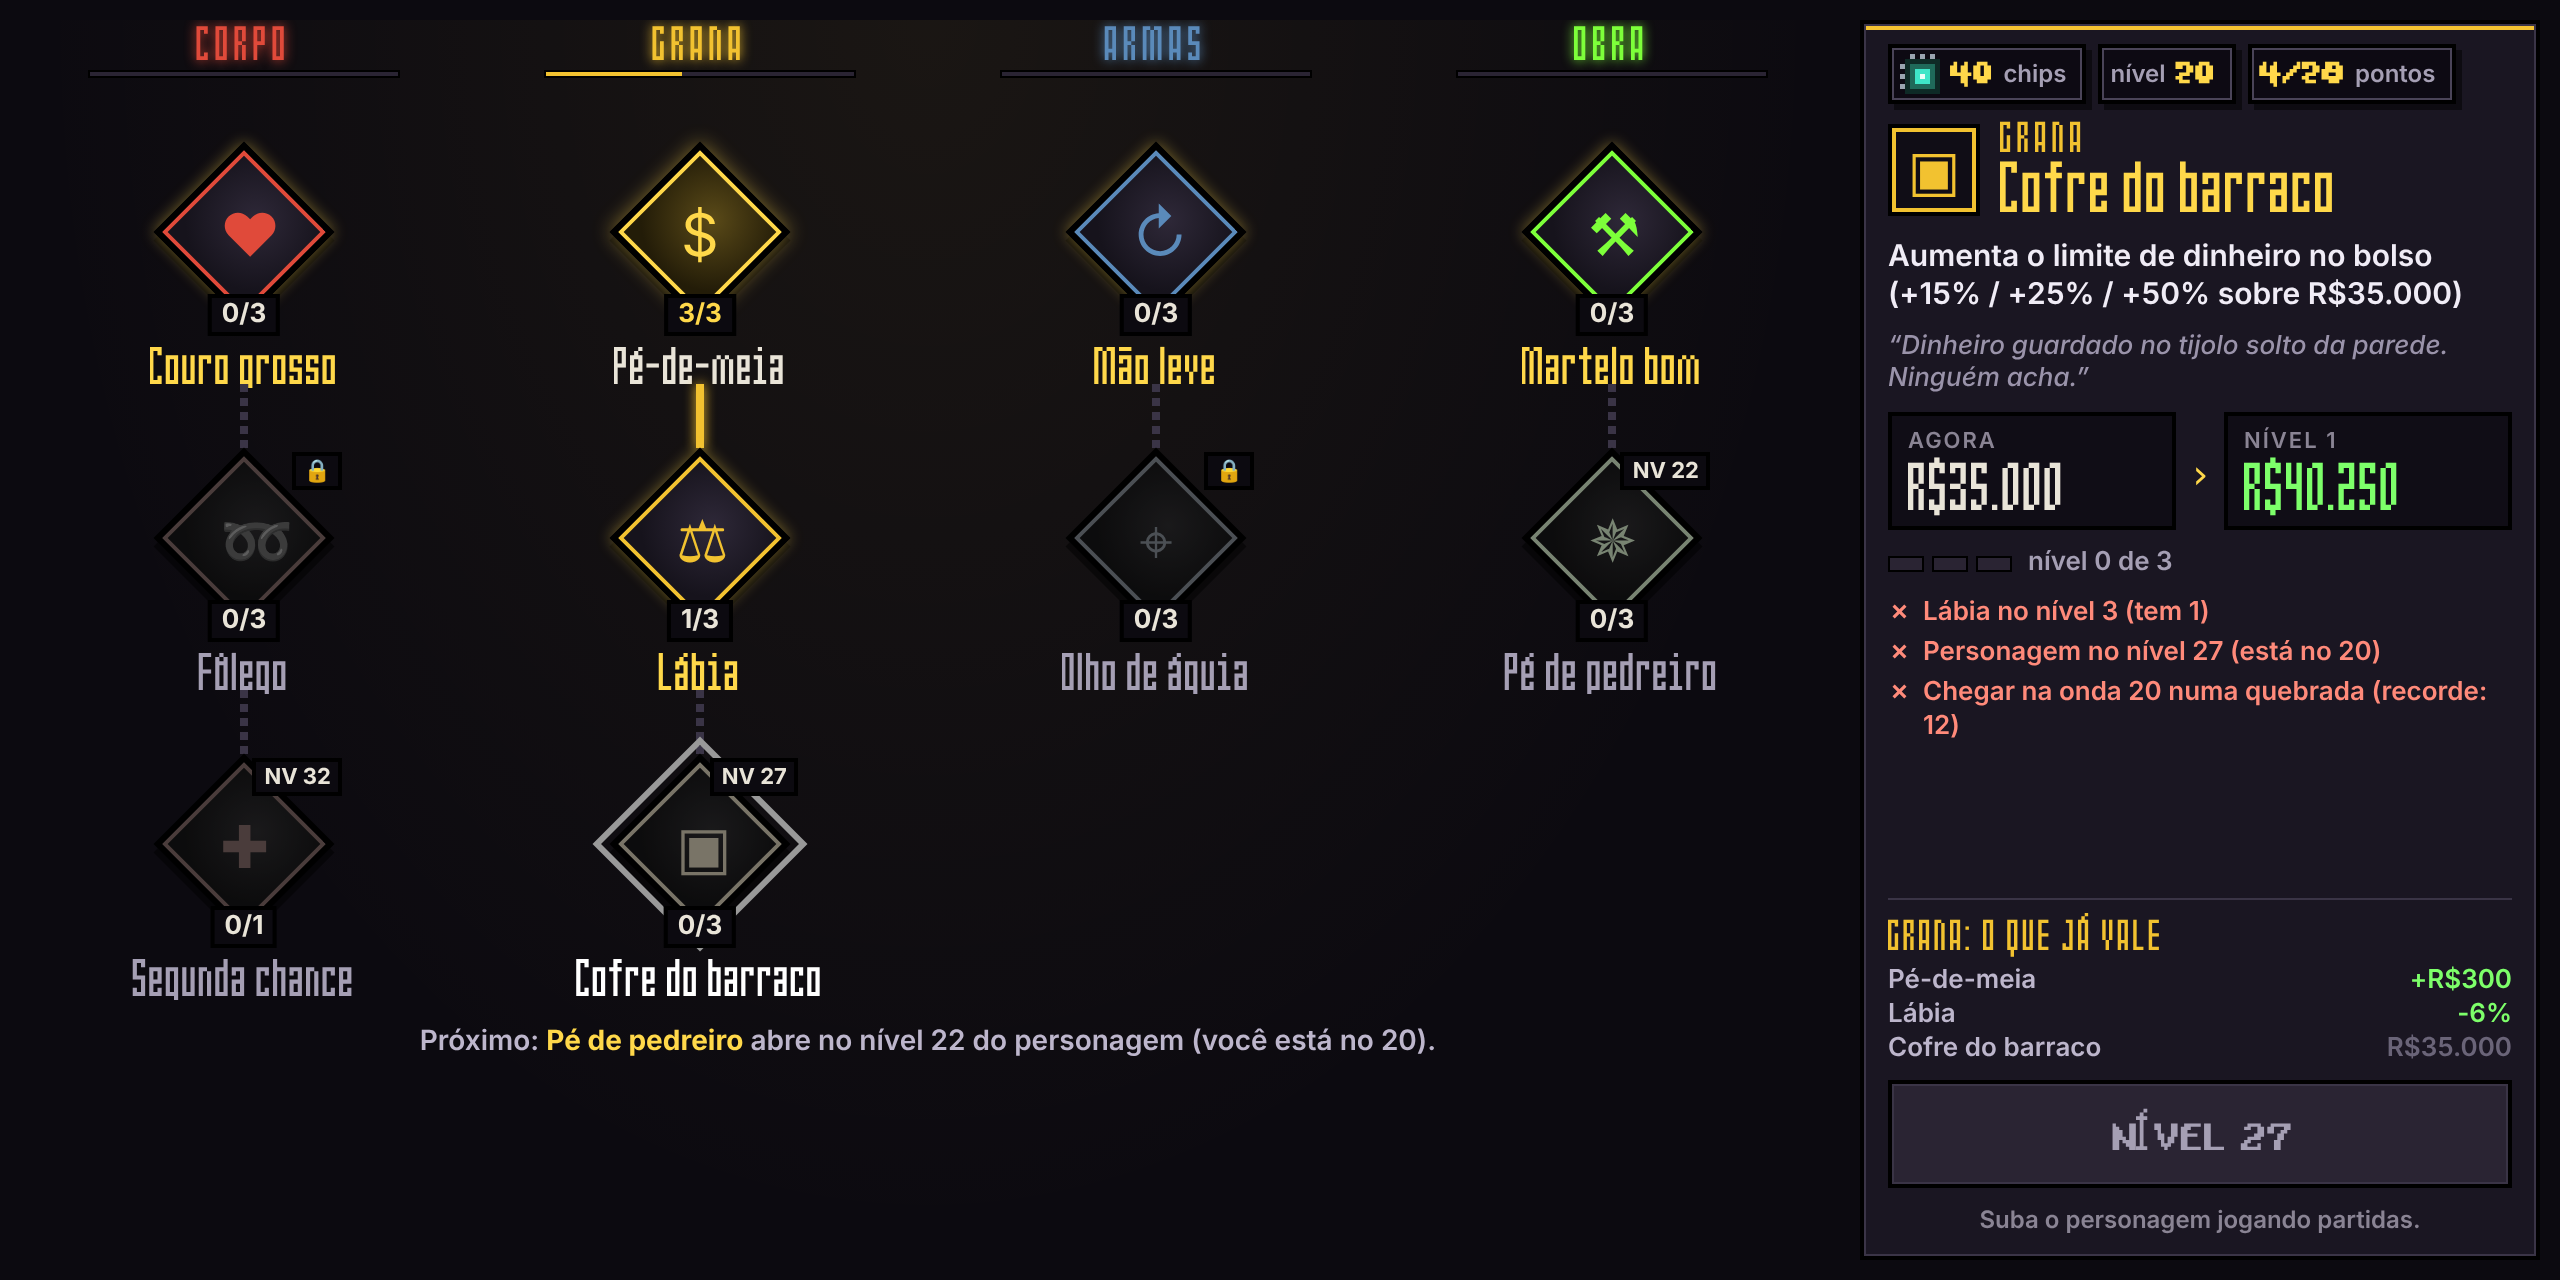 CORPO
GRANA
ARMAS
OBRA
0/3
3/3
0/3
0/3
Couro grosso
Pé-de-meia
Mão leve
Martelo bom
NV 22
0/3
1/3
0/3
0/3
Fôlego
Lábia
Olho de águia
Pé de pedreiro
NV 32
NV 27
0/1
0/3
Segunda chance
Cofre do barraco
Próximo: Pé de pedreiro abre no nível 22 do personagem (você está no 20).
40 chips
nível 20
4/28 pontos
GRANA
Cofre do barraco
Aumenta o limite de dinheiro no bolso
(+15% / +25% / +50% sobre R$35.000)
“Dinheiro guardado no tijolo solto da parede.
Ninguém acha.”
AGORA
R$35.000
›
NÍVEL 1
R$40.250
nível 0 de 3
× Lábia no nível 3 (tem 1)
× Personagem no nível 27 (está no 20)
× Chegar na onda 20 numa quebrada (recorde:
12)
GRANA: O QUE JÁ VALE
Pé-de-meia +R$300
Lábia -6%
Cofre do barraco R$35.000
NÍVEL 27
Suba o personagem jogando partidas.